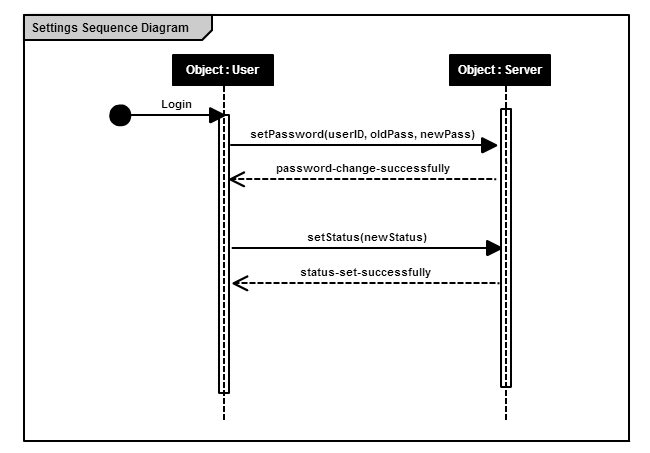 Settings Sequence Diagram
Object : User
Object : Server
Login
setPassword(userID, oldPass, newPass)
password-change-successfully
setStatus(newStatus)
status-set-successfully